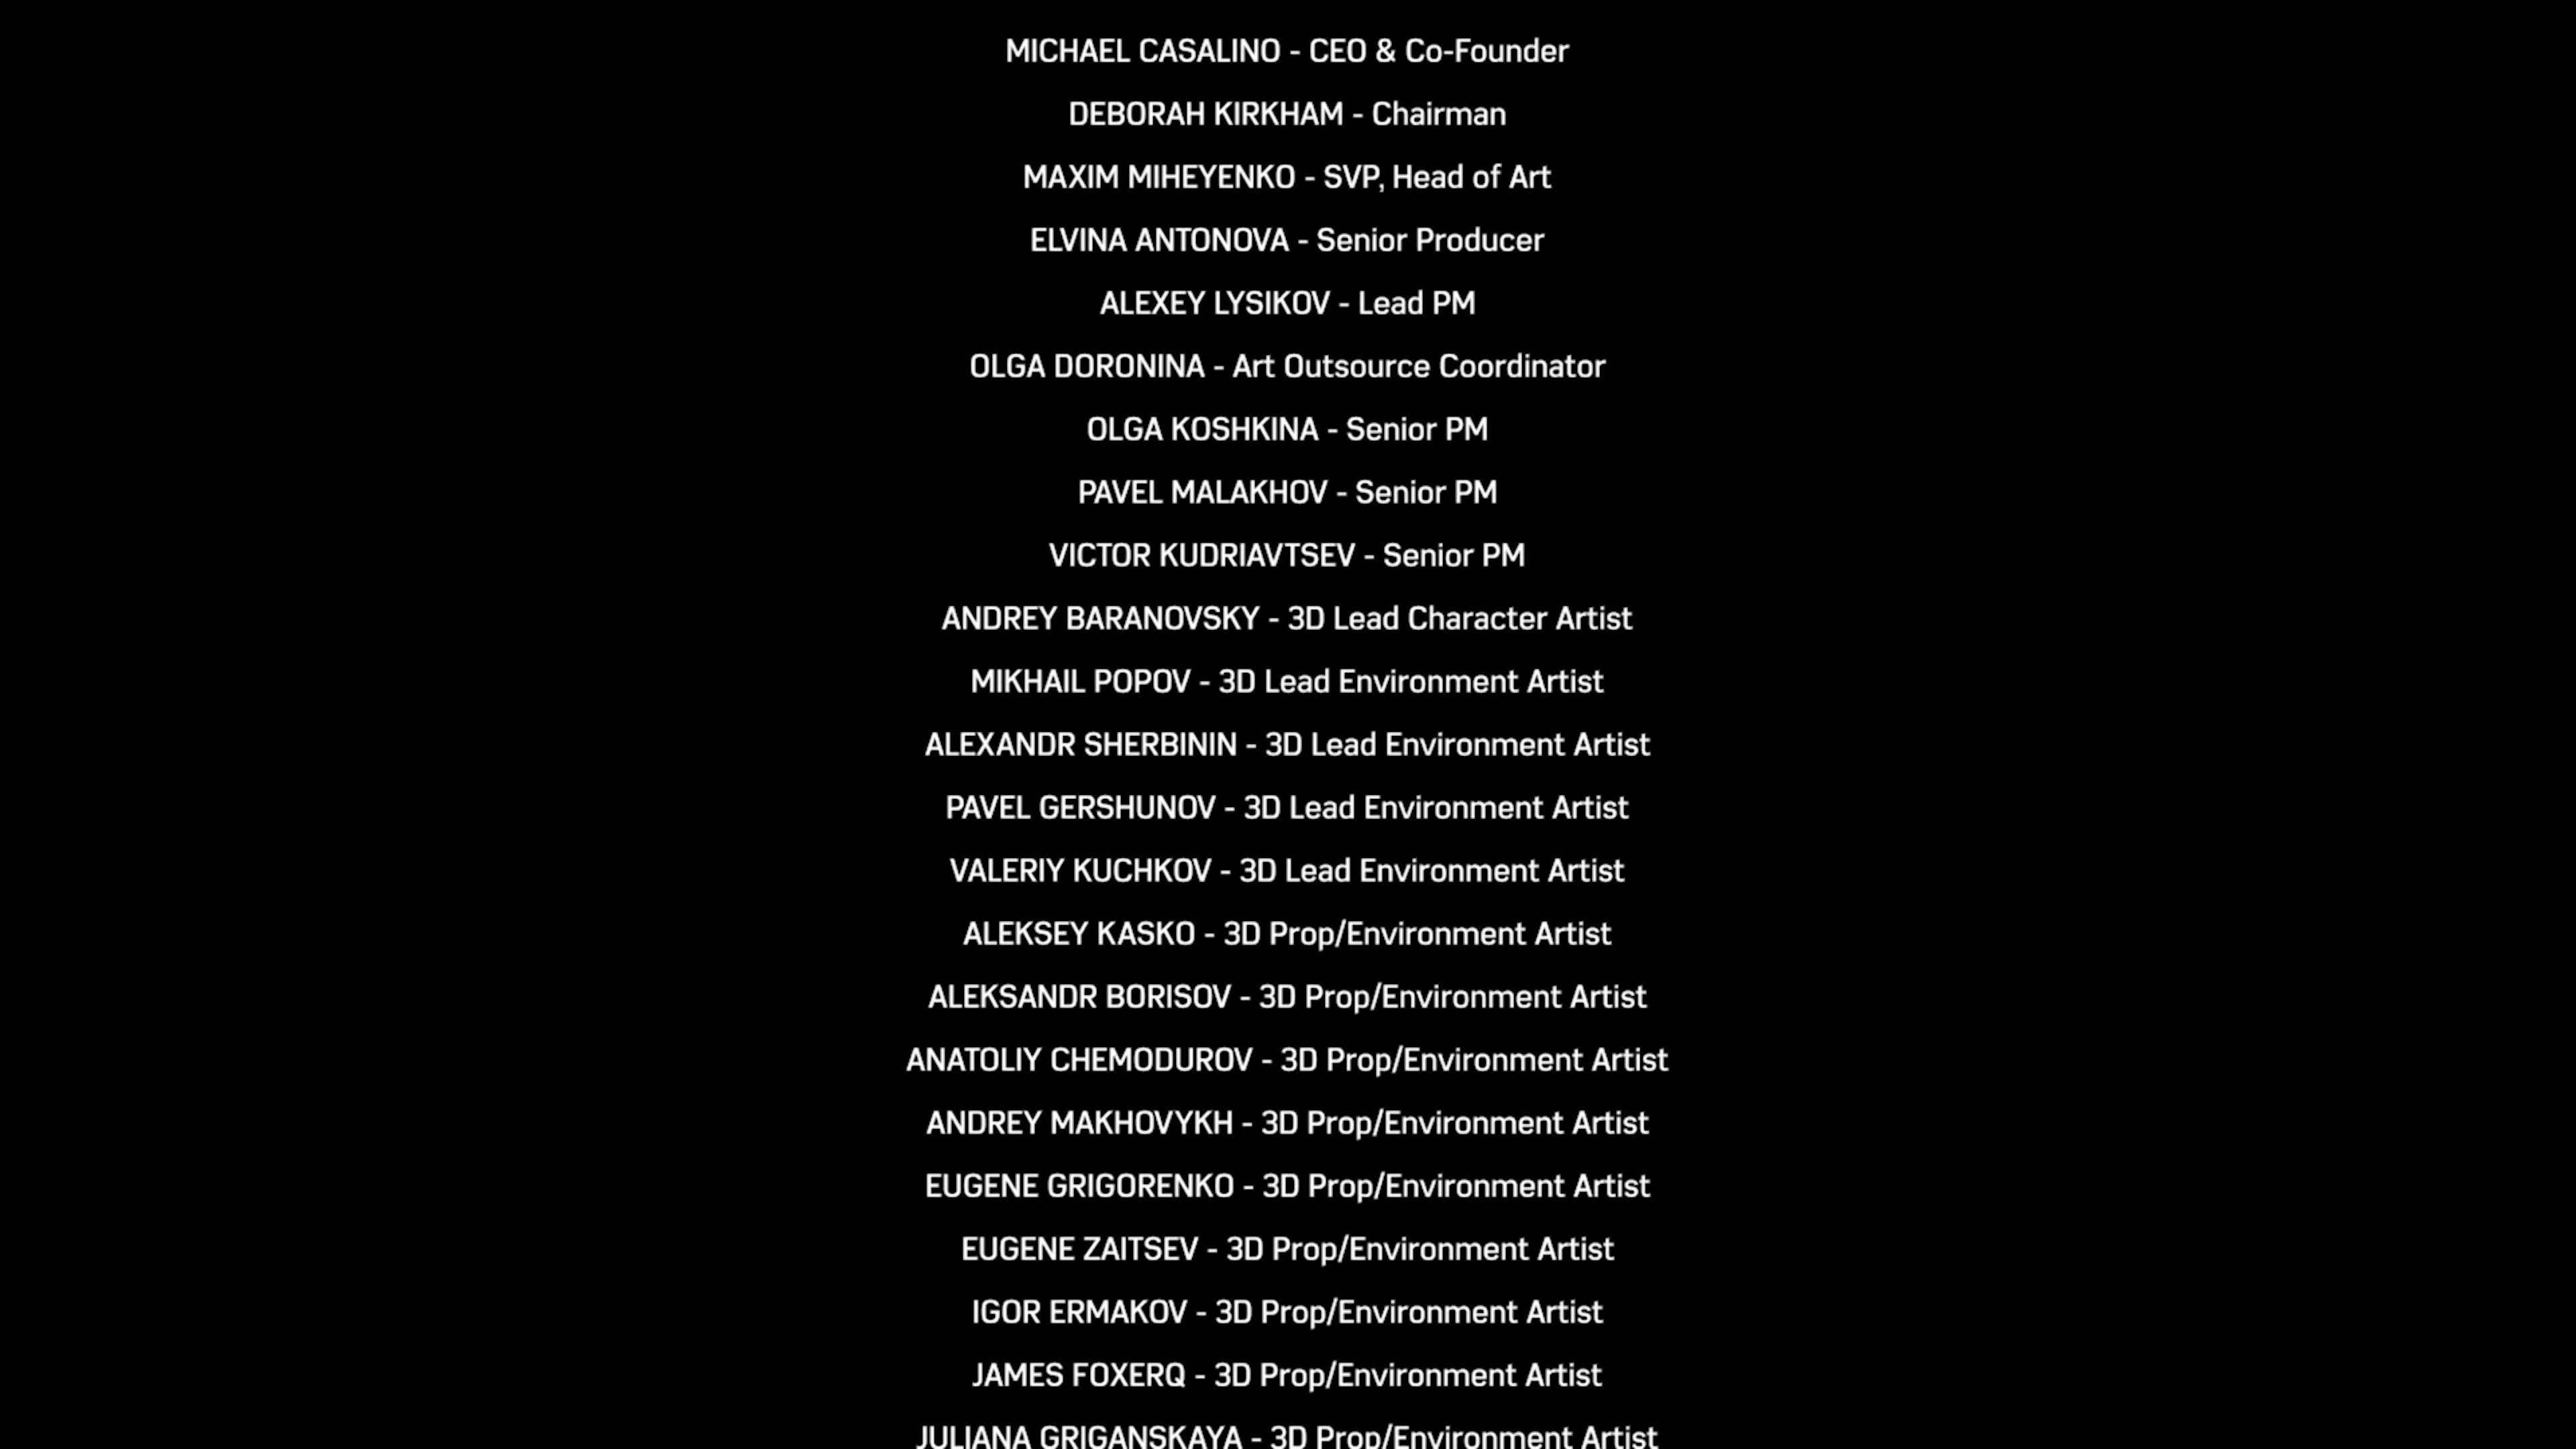 MICHAEL CASALINO - CEO & Co-Founder
DEBORAH KIRKHAM - Chairman
MAXIM MIHEYENKO - SVP, Head of Art
ELVINA ANTONOVA - Senior Producer
ALEXEY LYSIKOV - Lead PM
OLGA DORONINA - Art Outsource Coordinator
OLGA KOSHKINA - Senior PM
PAVEL MALAKHOV - Senior PM
VICTOR KUDRIAVTSEV - Senior PM
ANDREY BARANOVSKY - 3D Lead Character Artist
MIKHAIL POPOV - 3D Lead Environment Artist
ALEXANDR SHERBININ - 3D Lead Environment Artist
PAVEL GERSHUNOV - 3D Lead Environment Artist
VALERIY KUCHKOV - 3D Lead Environment Artist
ALEKSEY KASKO - 3D Prop/Environment Artist
ALEKSANDR BORISOV - 3D Prop/Environment Artist
ANATOLIY CHEMODUROV - 3D Prop/Environment Artist
ANDREY MAKHOVYKH - 3D Prop/Environment Artist
EUGENE GRIGORENKO - 3D Prop/Environment Artist
EUGENE ZAITSEV - 3D Prop/Environment Artist
IGOR ERMAKOV - 3D Prop/Environment Artist
JAMES FOXERQ - 3D Prop/Environment Artist
JULIANA GRIGANSKAYA - 3D Prop/Environment Artist